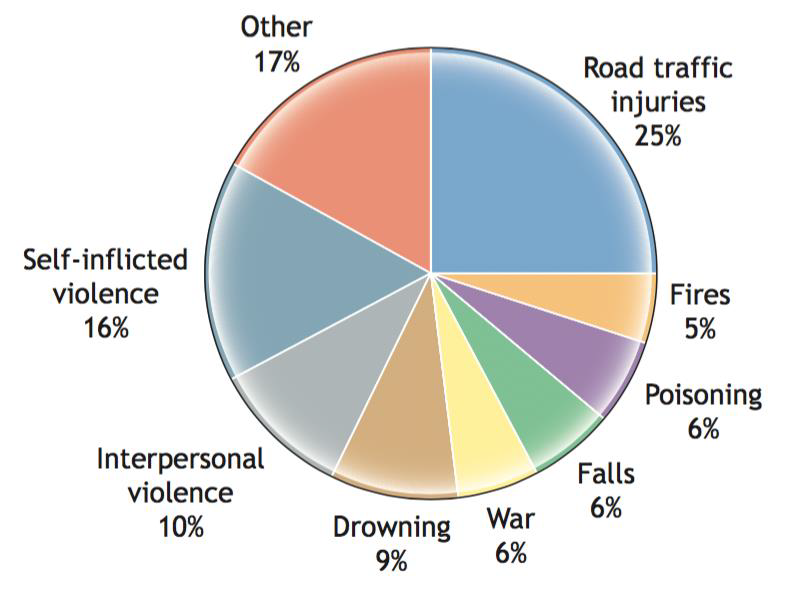 Other
17%
Road traffic
injuries
25%
Fires
5%
Poisoning
6%
Falls
6%
War
6%
Drowning
9%
Interpersonal
violence
10%
Self-inflicted
violence
16%